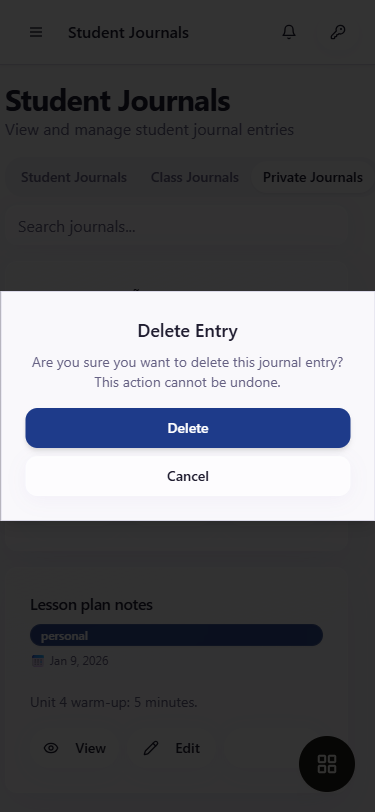 Student Journals
Student Journals
View and manage student journal entries
Student Journals
Class Journals
Private Journals
Search journals...
Delete Entry
Are you sure you want to delete this journal entry?
This action cannot be undone.
Delete
Cancel
Lesson plan notes
personal
Jan 9, 2026
Unit 4 warm-up: 5 minutes.
View
Edit